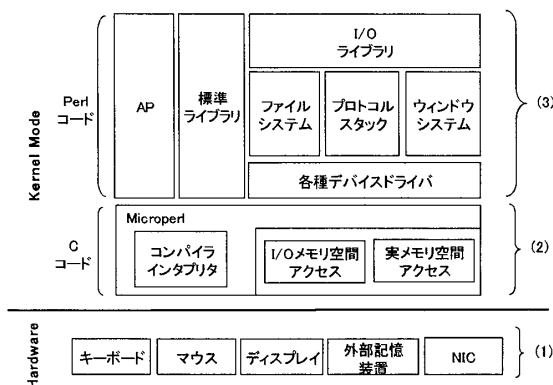 Kernel Mode
Perl
コード
AP
標準
ライブラリ
I/O
ライブラリ
ファイル
システム
プロトコル
スタック
ウィンドウ
システム
各種デバイスドライバ
(3)
C
コード
Microperl
コンパイラ
インタプリタ
I/Oメモリ空間
アクセス
実メモリ空間
アクセス
(2)
Hardware
キーボード
マウス
ディスプレイ
外部記憶
装置
NIC
(1)